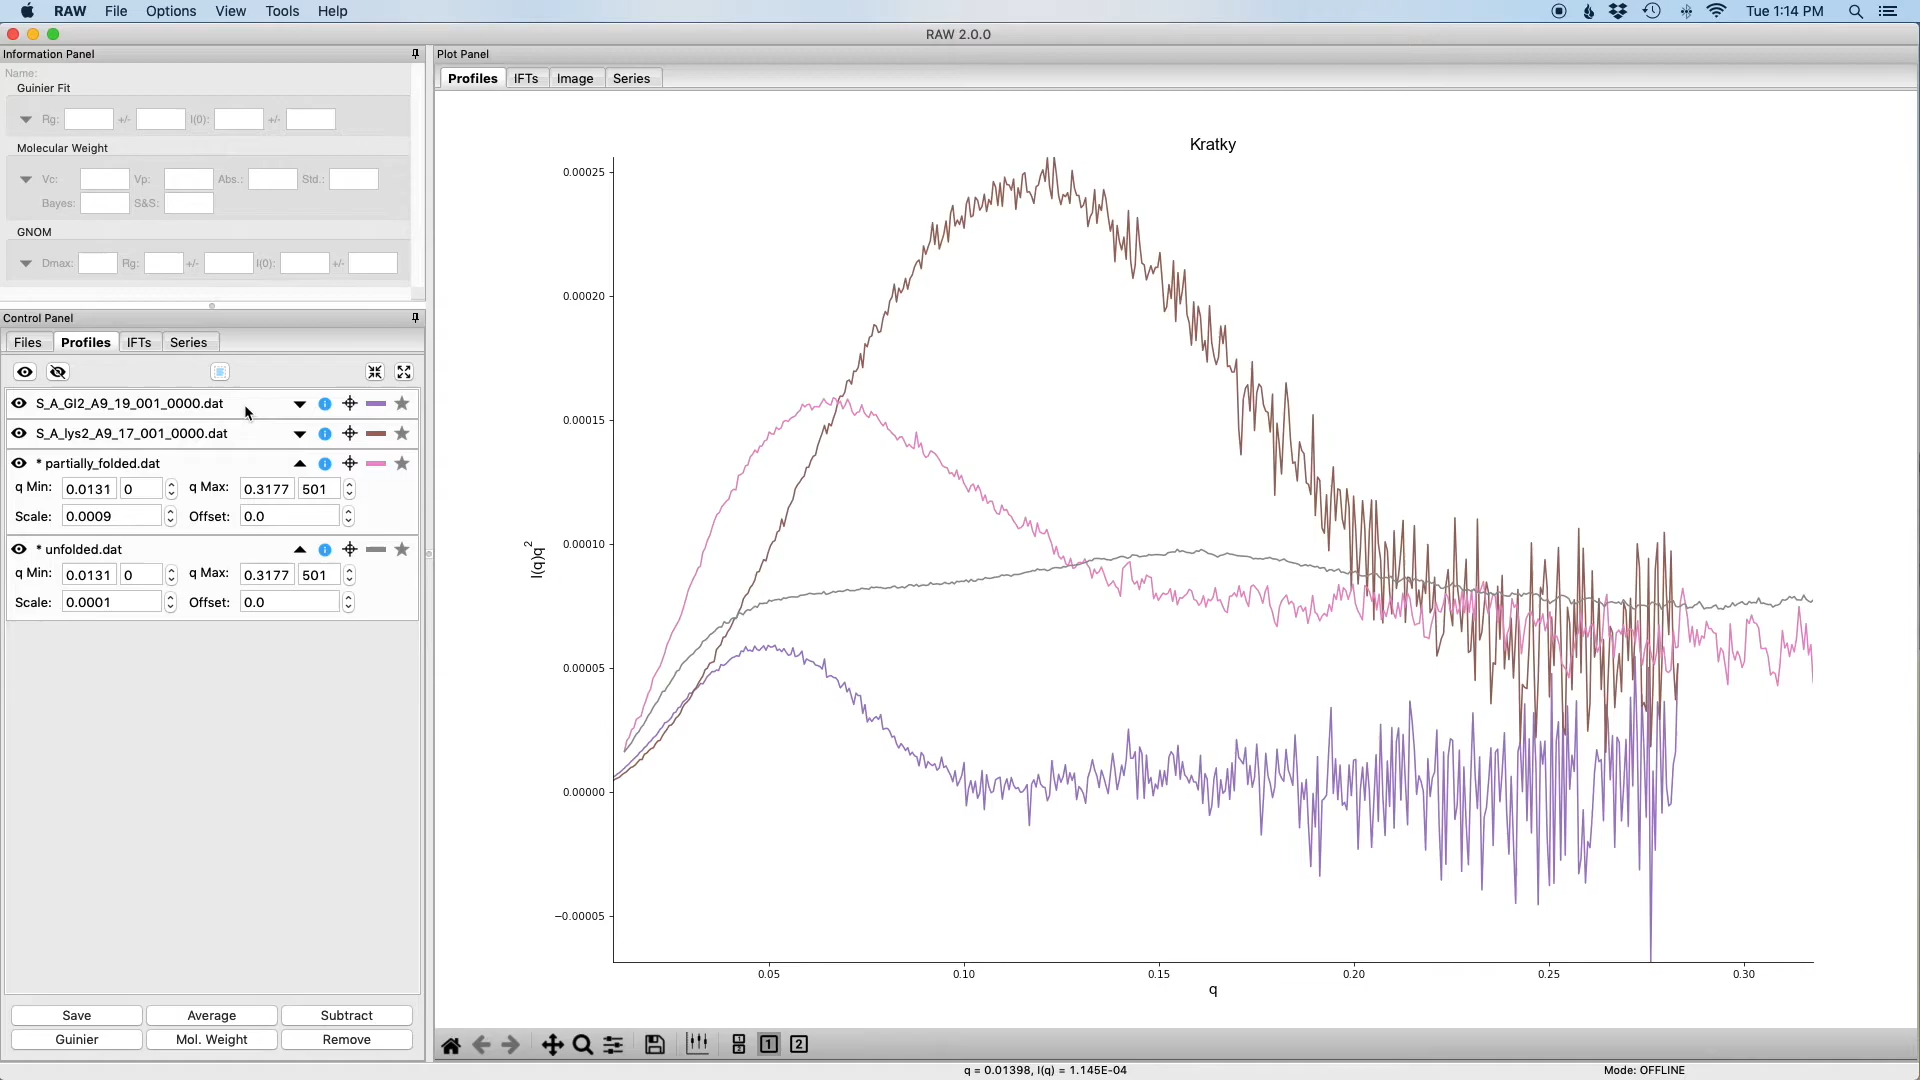 RAW File Options View Tools Help Tue 1:14 PM
RAW 2.0.0
Information Panel
Name:
Guinier Fit
Rg: +/- I(0): +/-
Molecular Weight
Vc: Vp: Abs.: Std.:
Bayes: S&S:
GNOM
Dmax: Rg: +/- I(0): +/-
Control Panel
Files Profiles IFTs Series
S_A_GI2_A9_19_001_0000.dat
S_A_lys2_A9_17_001_0000.dat
* partially_folded.dat
q Min: 0.0131 0 q Max: 0.3177 501
Scale: 0.0009 Offset: 0.0
* unfolded.dat
q Min: 0.0131 0 q Max: 0.3177 501
Scale: 0.0001 Offset: 0.0
Save Average Subtract
Guinier Mol. Weight Remove
Plot Panel
Profiles IFTs Image Series
Kratky
0.00025
0.00020
0.00015
0.00010
0.00005
0.00000
−0.00005
I(q)q²
0.05 0.10 0.15 0.20 0.25 0.30
q
1 2
q = 0.01398, I(q) = 1.145E-04 Mode: OFFLINE